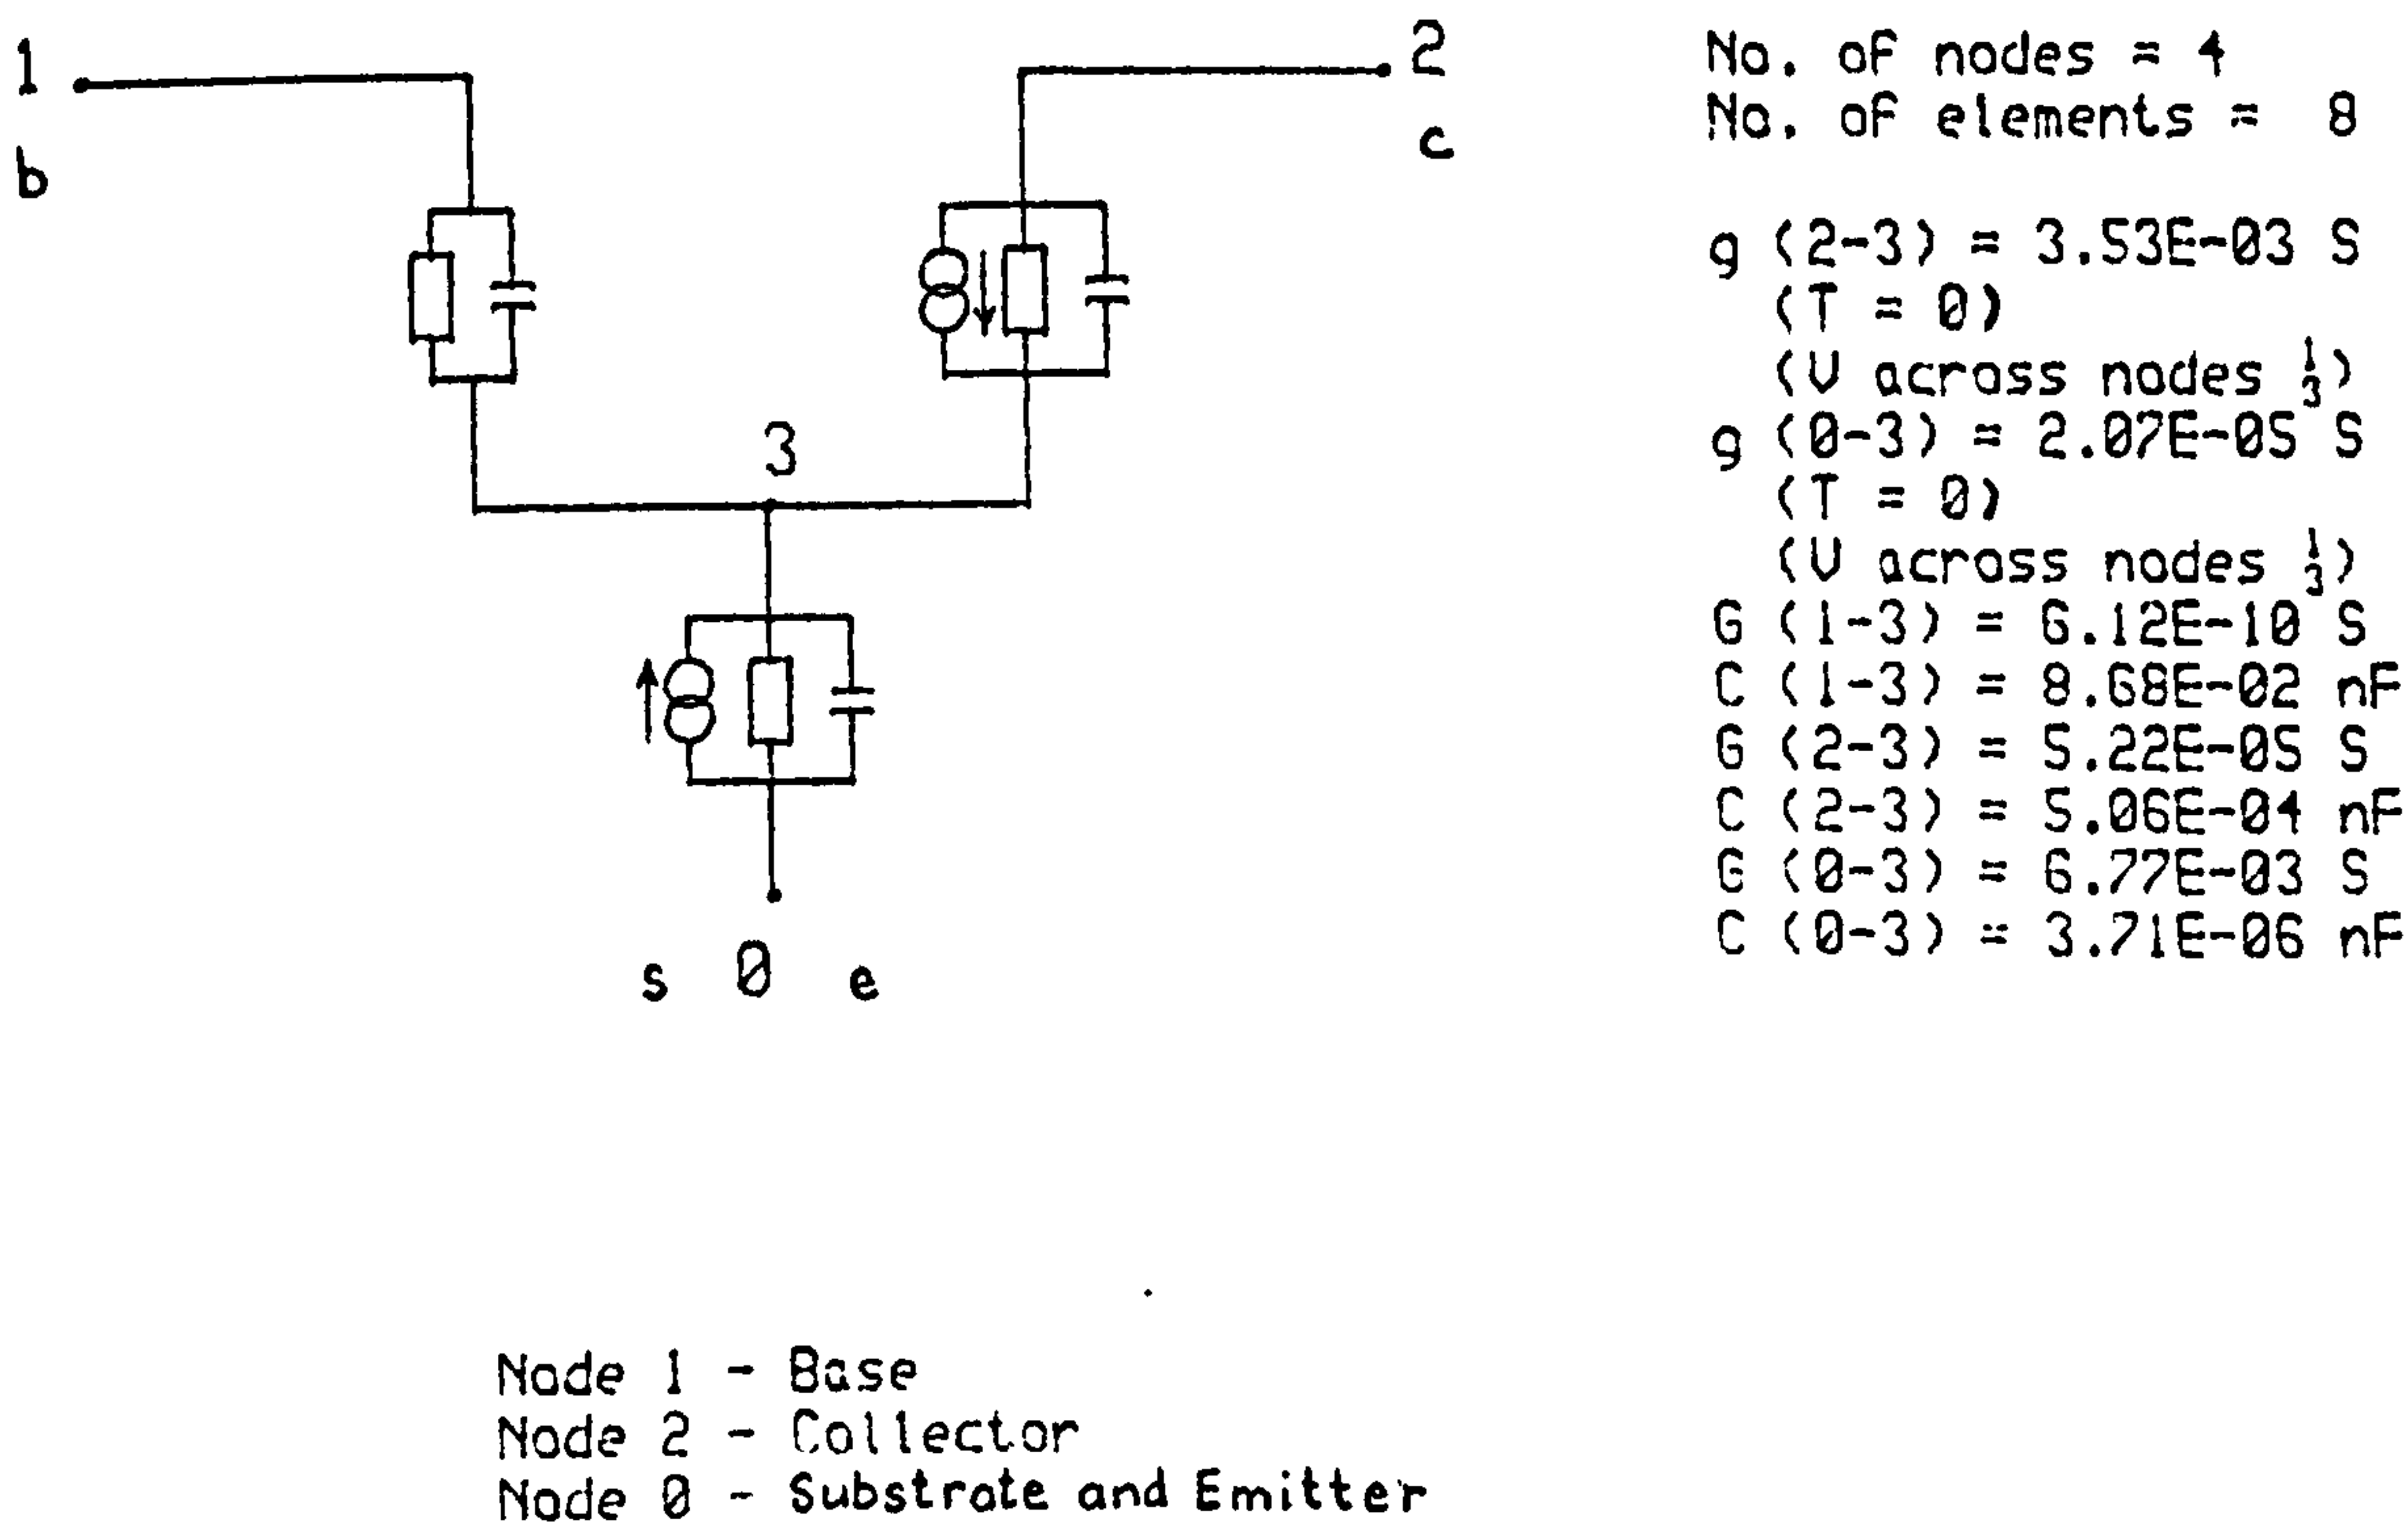 1
b
2
c
3
s 0 e
No. of nodes = 4
No. of elements = 8
g (2-3) = 3.53E-03 S
(T = 0)
(V across nodes 1/3)
g (0-3) = 2.07E-05 S
(T = 0)
(V across nodes 1/3)
G (1-3) = 6.12E-10 S
C (1-3) = 8.68E-02 nF
G (2-3) = 5.22E-05 S
C (2-3) = 5.06E-04 nF
G (0-3) = 6.77E-03 S
C (0-3) = 3.71E-06 nF
Node 1 - Base
Node 2 - Collector
Node 0 - Substrate and Emitter